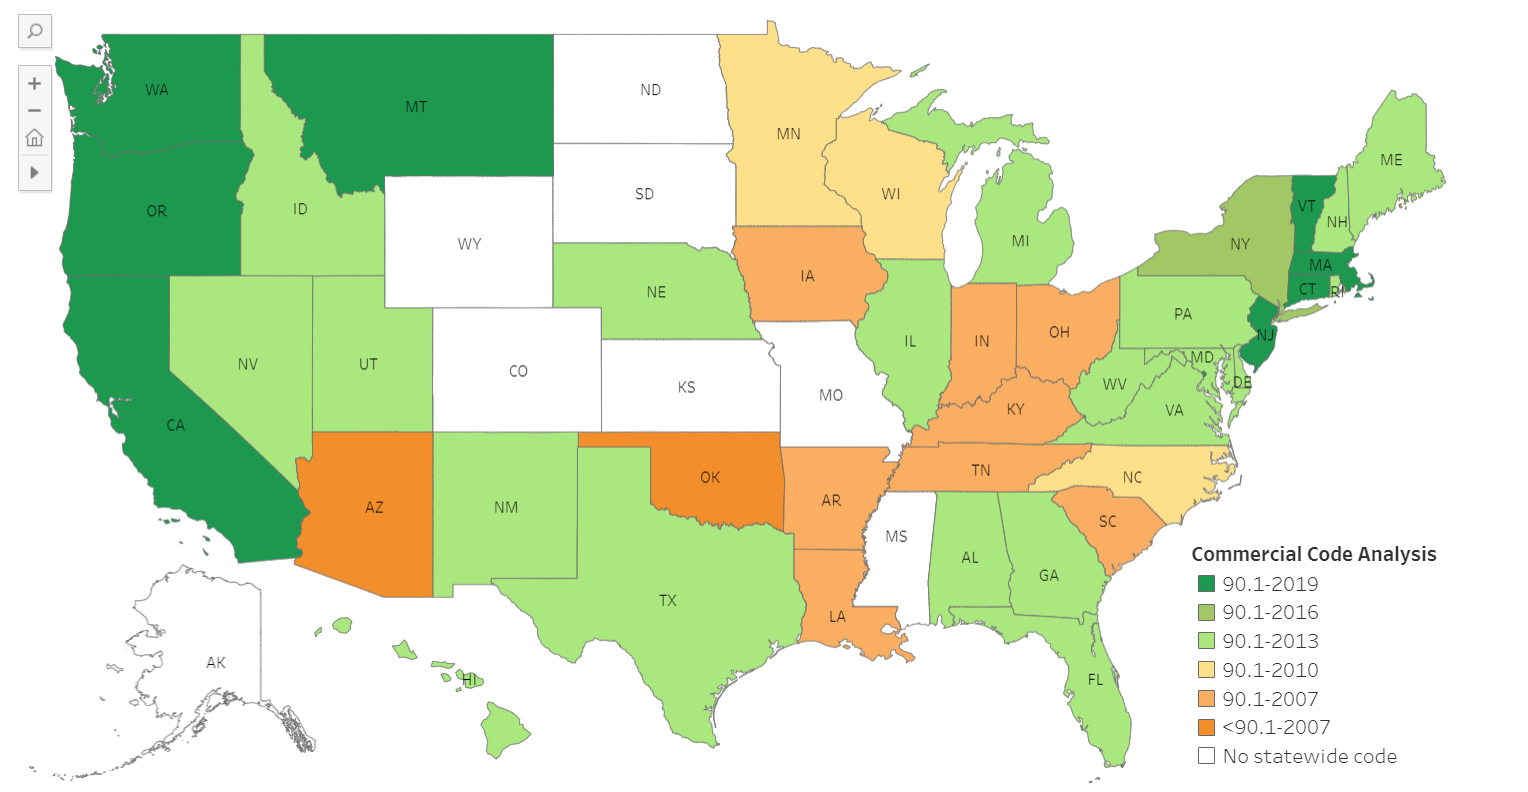 WA
MT
ND
MN
OR
ID
SD
WI
ME
WY
VT
NH
NY
MI
MA
IA
NE
CT
RI
PA
NJ
OH
IN
IL
NV
UT
CO
KS
MO
MD
DE
WV
VA
KY
CA
TN
NC
OK
AR
AZ
NM
SC
MS
AL
GA
TX
LA
AK
HI
FL
Commercial Code Analysis
90.1-2019
90.1-2016
90.1-2013
90.1-2010
90.1-2007
<90.1-2007
No statewide code